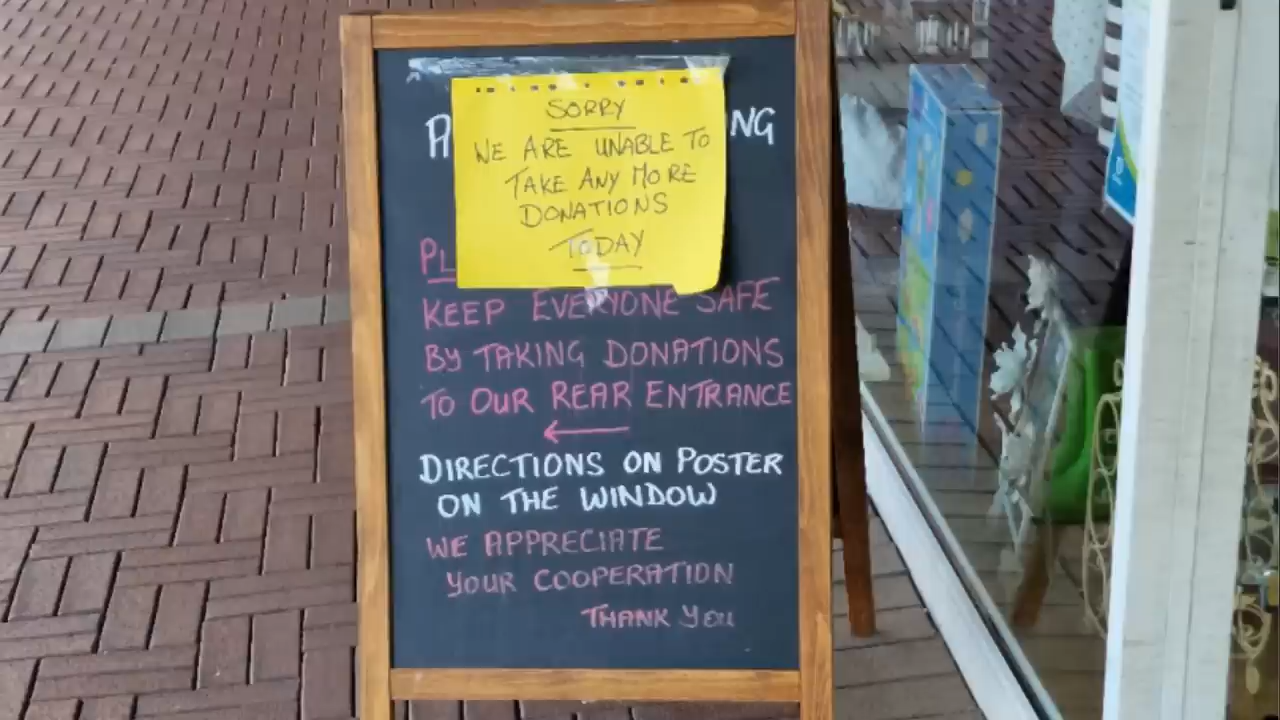 SORRY
WE ARE UNABLE TO
TAKE ANY MORE
DONATIONS
TODAY
KEEP EVERYONE SAFE
BY TAKING DONATIONS
TO OUR REAR ENTRANCE
←
DIRECTIONS ON POSTER
ON THE WINDOW
WE APPRECIATE
YOUR COOPERATION
THANK YOU